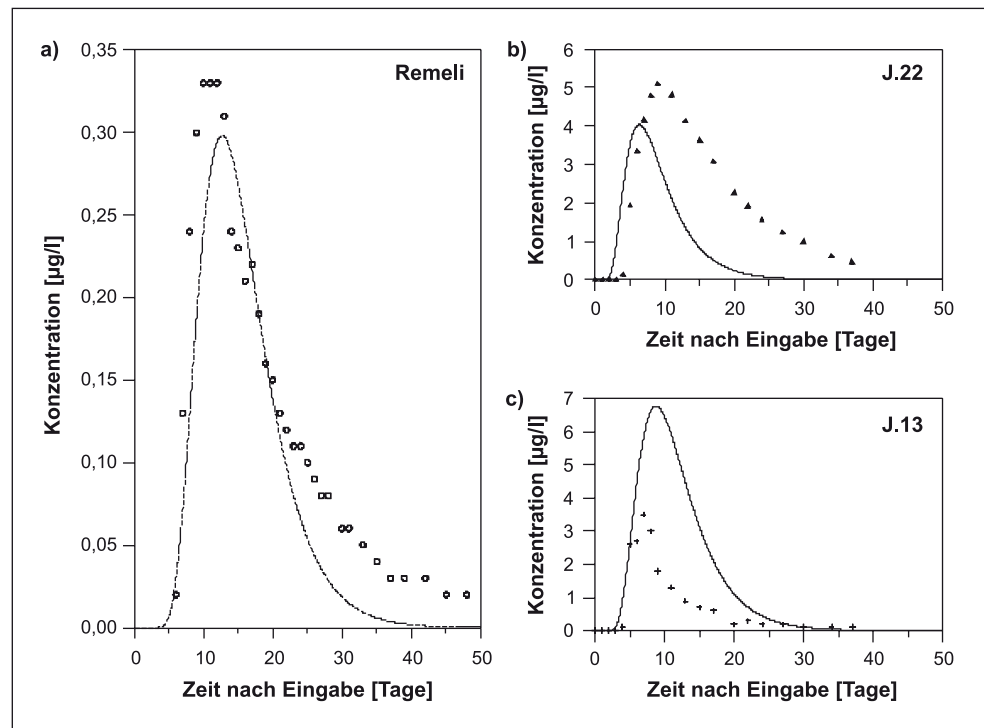 a)
Remeli
Konzentration [µg/l]
0,35
0,30
0,25
0,20
0,15
0,10
0,05
0,00
0 10 20 30 40 50
Zeit nach Eingabe [Tage]
b)
J.22
Konzentration [µg/l]
6
5
4
3
2
1
0
0 10 20 30 40 50
Zeit nach Eingabe [Tage]
c)
J.13
Konzentration [µg/l]
7
6
5
4
3
2
1
0
0 10 20 30 40 50
Zeit nach Eingabe [Tage]